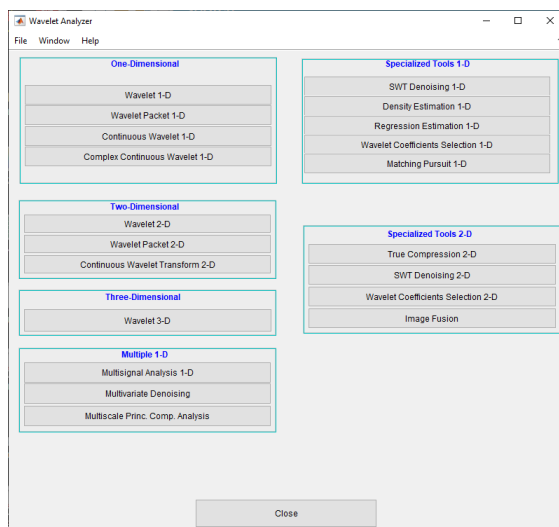 Wavelet Analyzer
File Window Help
One-Dimensional
Wavelet 1-D
Wavelet Packet 1-D
Continuous Wavelet 1-D
Complex Continuous Wavelet 1-D
Two-Dimensional
Wavelet 2-D
Wavelet Packet 2-D
Continuous Wavelet Transform 2-D
Three-Dimensional
Wavelet 3-D
Multiple 1-D
Multisignal Analysis 1-D
Multivariate Denoising
Multiscale Princ. Comp. Analysis
Specialized Tools 1-D
SWT Denoising 1-D
Density Estimation 1-D
Regression Estimation 1-D
Wavelet Coefficients Selection 1-D
Matching Pursuit 1-D
Specialized Tools 2-D
True Compression 2-D
SWT Denoising 2-D
Wavelet Coefficients Selection 2-D
Image Fusion
Close